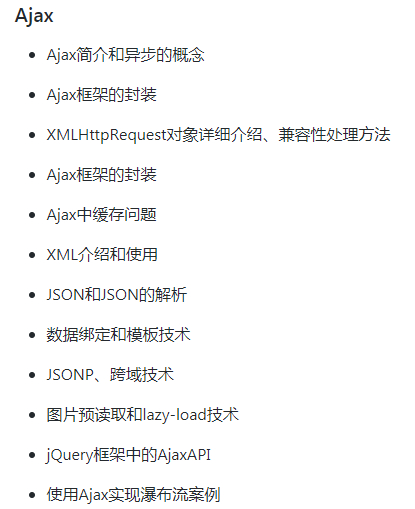 Ajax
Ajax简介和异步的概念
Ajax框架的封装
XMLHttpRequest对象详细介绍、兼容性处理方法
Ajax框架的封装
Ajax中缓存问题
XML介绍和使用
JSON和JSON的解析
数据绑定和模板技术
JSONP、跨域技术
图片预读取和lazy-load技术
jQuery框架中的AjaxAPI
使用Ajax实现瀑布流案例